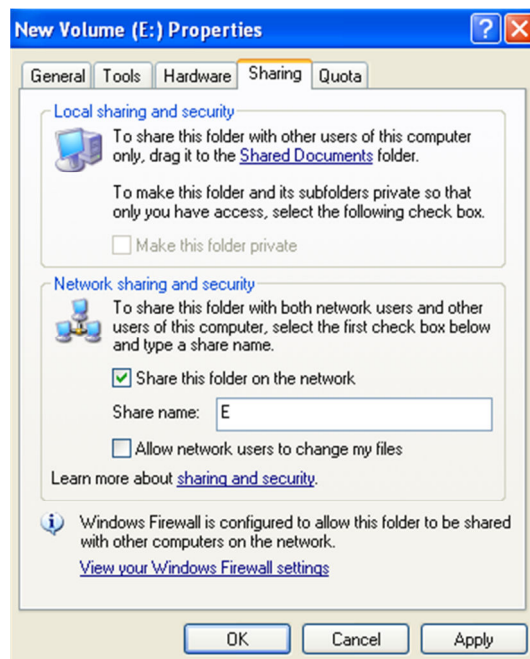 New Volume (E:) Properties
General Tools Hardware Sharing Quota
Local sharing and security
To share this folder with other users of this computer
only, drag it to the Shared Documents folder.
To make this folder and its subfolders private so that
only you have access, select the following check box.
Make this folder private
Network sharing and security
To share this folder with both network users and other
users of this computer, select the first check box below
and type a share name.
Share this folder on the network
Share name: E
Allow network users to change my files
Learn more about sharing and security.
Windows Firewall is configured to allow this folder to be shared
with other computers on the network.
View your Windows Firewall settings
OK Cancel Apply